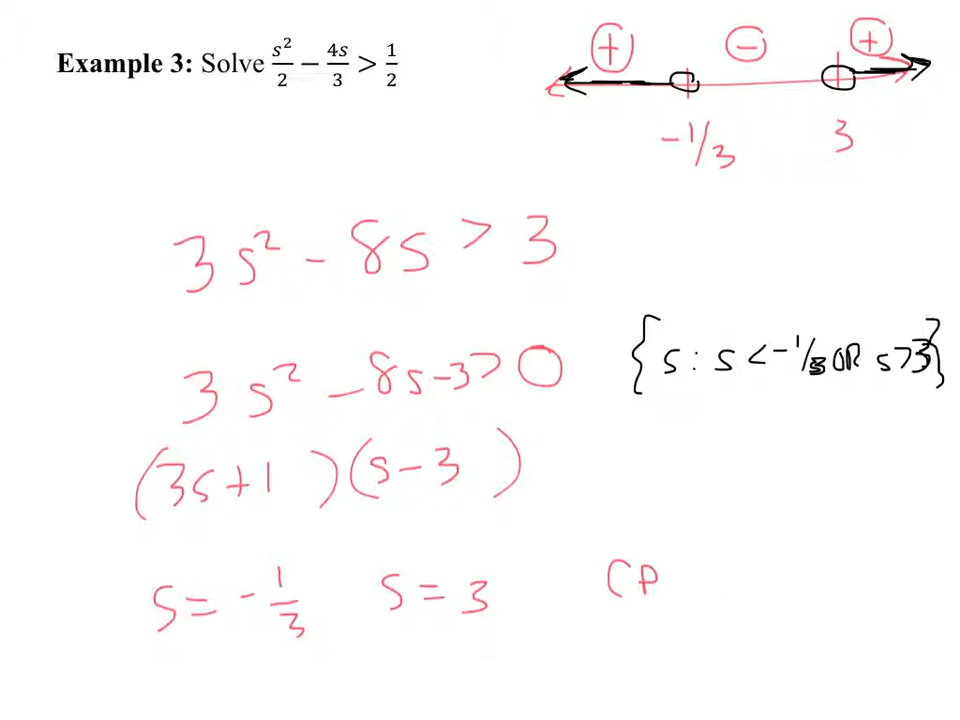 Example 3: Solve s²/2 − 4s/3 > 1/2
+ − +
-1/3 3
3s² - 8s > 3
3s² - 8s - 3 > 0
{s : s < -1/3 OR s > 3}
(3s + 1 )(s - 3 )
s = -1/3 s = 3 CP